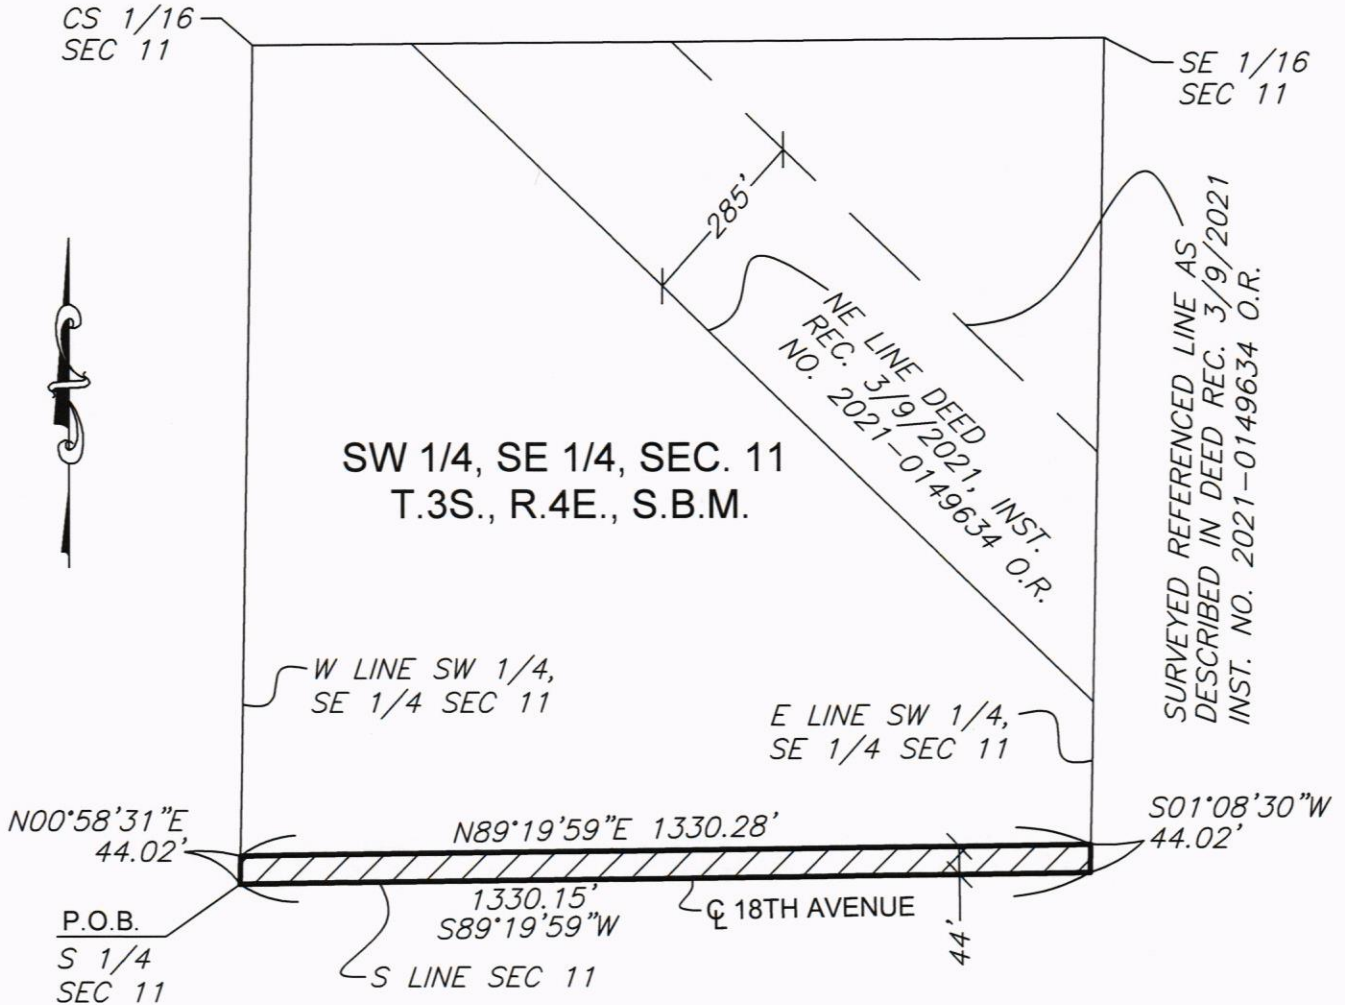 CS 1/16
SEC 11
SE 1/16
SEC 11
285'
NE LINE DEED
REC. 3/9/2021, INST.
NO. 2021-0149634 O.R.
SURVEYED REFERENCED LINE AS
DESCRIBED IN DEED REC. 3/9/2021
INST. NO. 2021-0149634 O.R.
SW 1/4, SE 1/4, SEC. 11
T.3S., R.4E., S.B.M.
W LINE SW 1/4,
SE 1/4 SEC 11
E LINE SW 1/4,
SE 1/4 SEC 11
N00°58'31"E
44.02'
N89°19'59"E 1330.28'
S01°08'30"W
44.02'
1330.15'
S89°19'59"W
℄ 18TH AVENUE
44'
P.O.B.
S 1/4
SEC 11
S LINE SEC 11